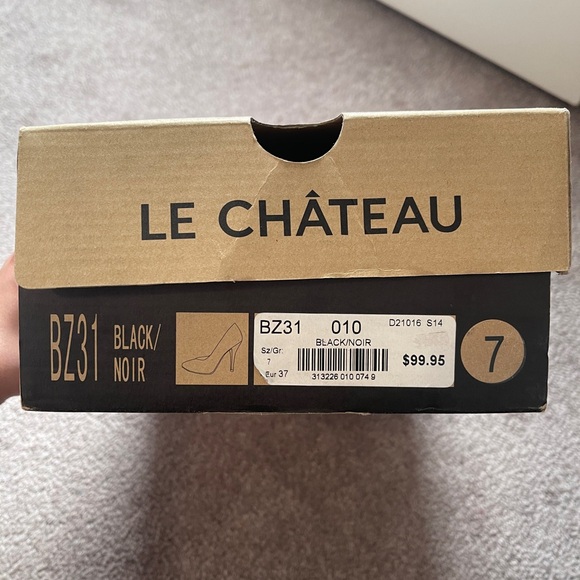 LE CHÂTEAU
BZ31 BLACK/
NOIR
BZ31 010 D21016 S14
BLACK/NOIR
Sz/Gr:
7
Eur 37
$99.95
313226 010 074 9
7